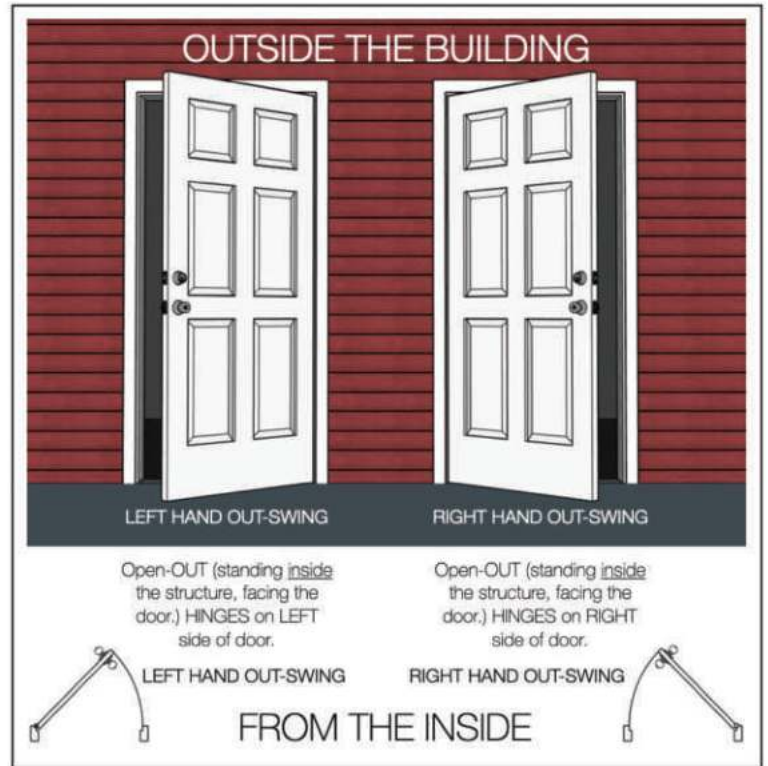 OUTSIDE THE BUILDING
LEFT HAND OUT-SWING
RIGHT HAND OUT-SWING
Open-OUT (standing inside
the structure, facing the
door.) HINGES on LEFT
side of door.
Open-OUT (standing inside
the structure, facing the
door.) HINGES on RIGHT
side of door.
LEFT HAND OUT-SWING
RIGHT HAND OUT-SWING
FROM THE INSIDE